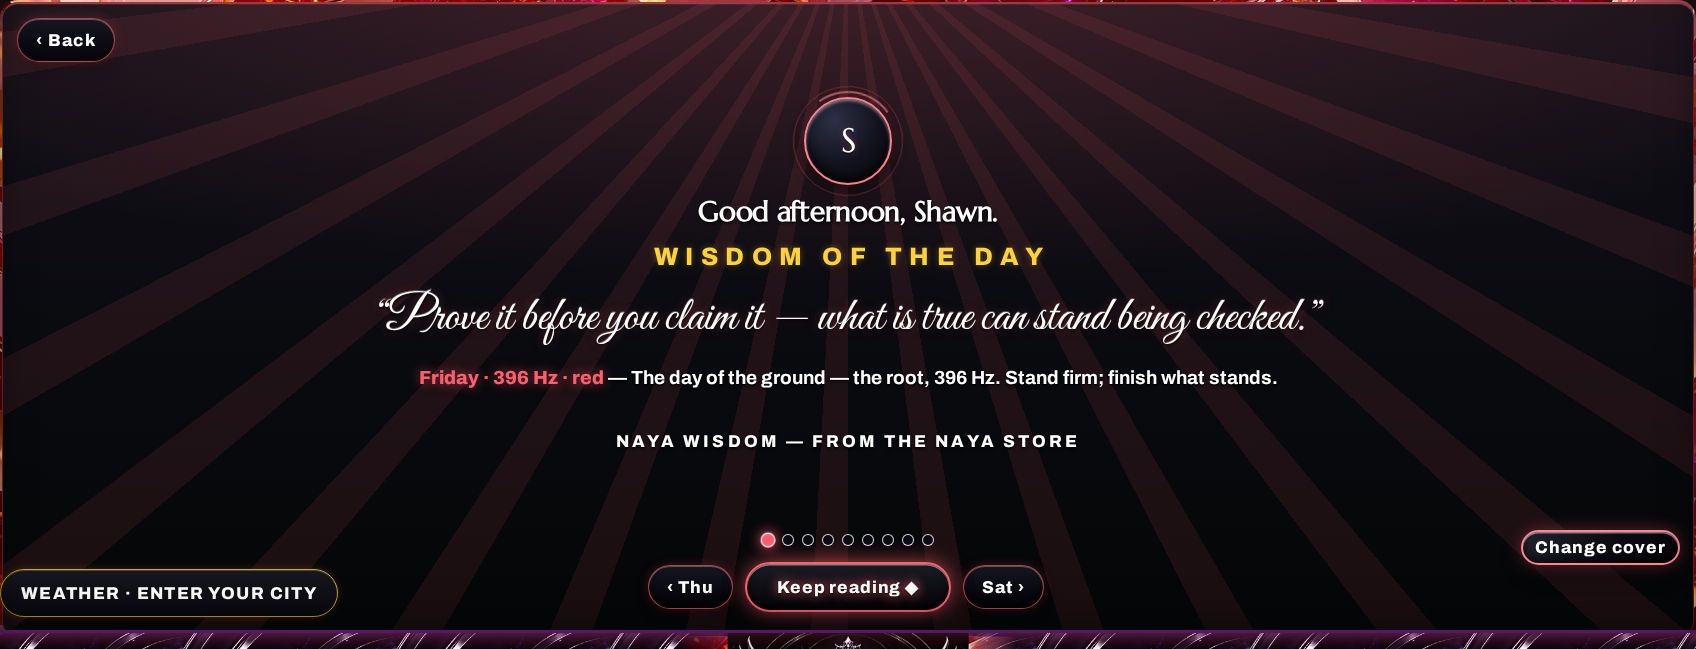 ‹ Back
S
Good afternoon, Shawn.
WISDOM OF THE DAY
“Prove it before you claim it — what is true can stand being checked.”
Friday · 396 Hz · red — The day of the ground — the root, 396 Hz. Stand firm; finish what stands.
NAYA WISDOM — FROM THE NAYA STORE
Change cover
WEATHER · ENTER YOUR CITY
‹ Thu
Keep reading ◆
Sat ›